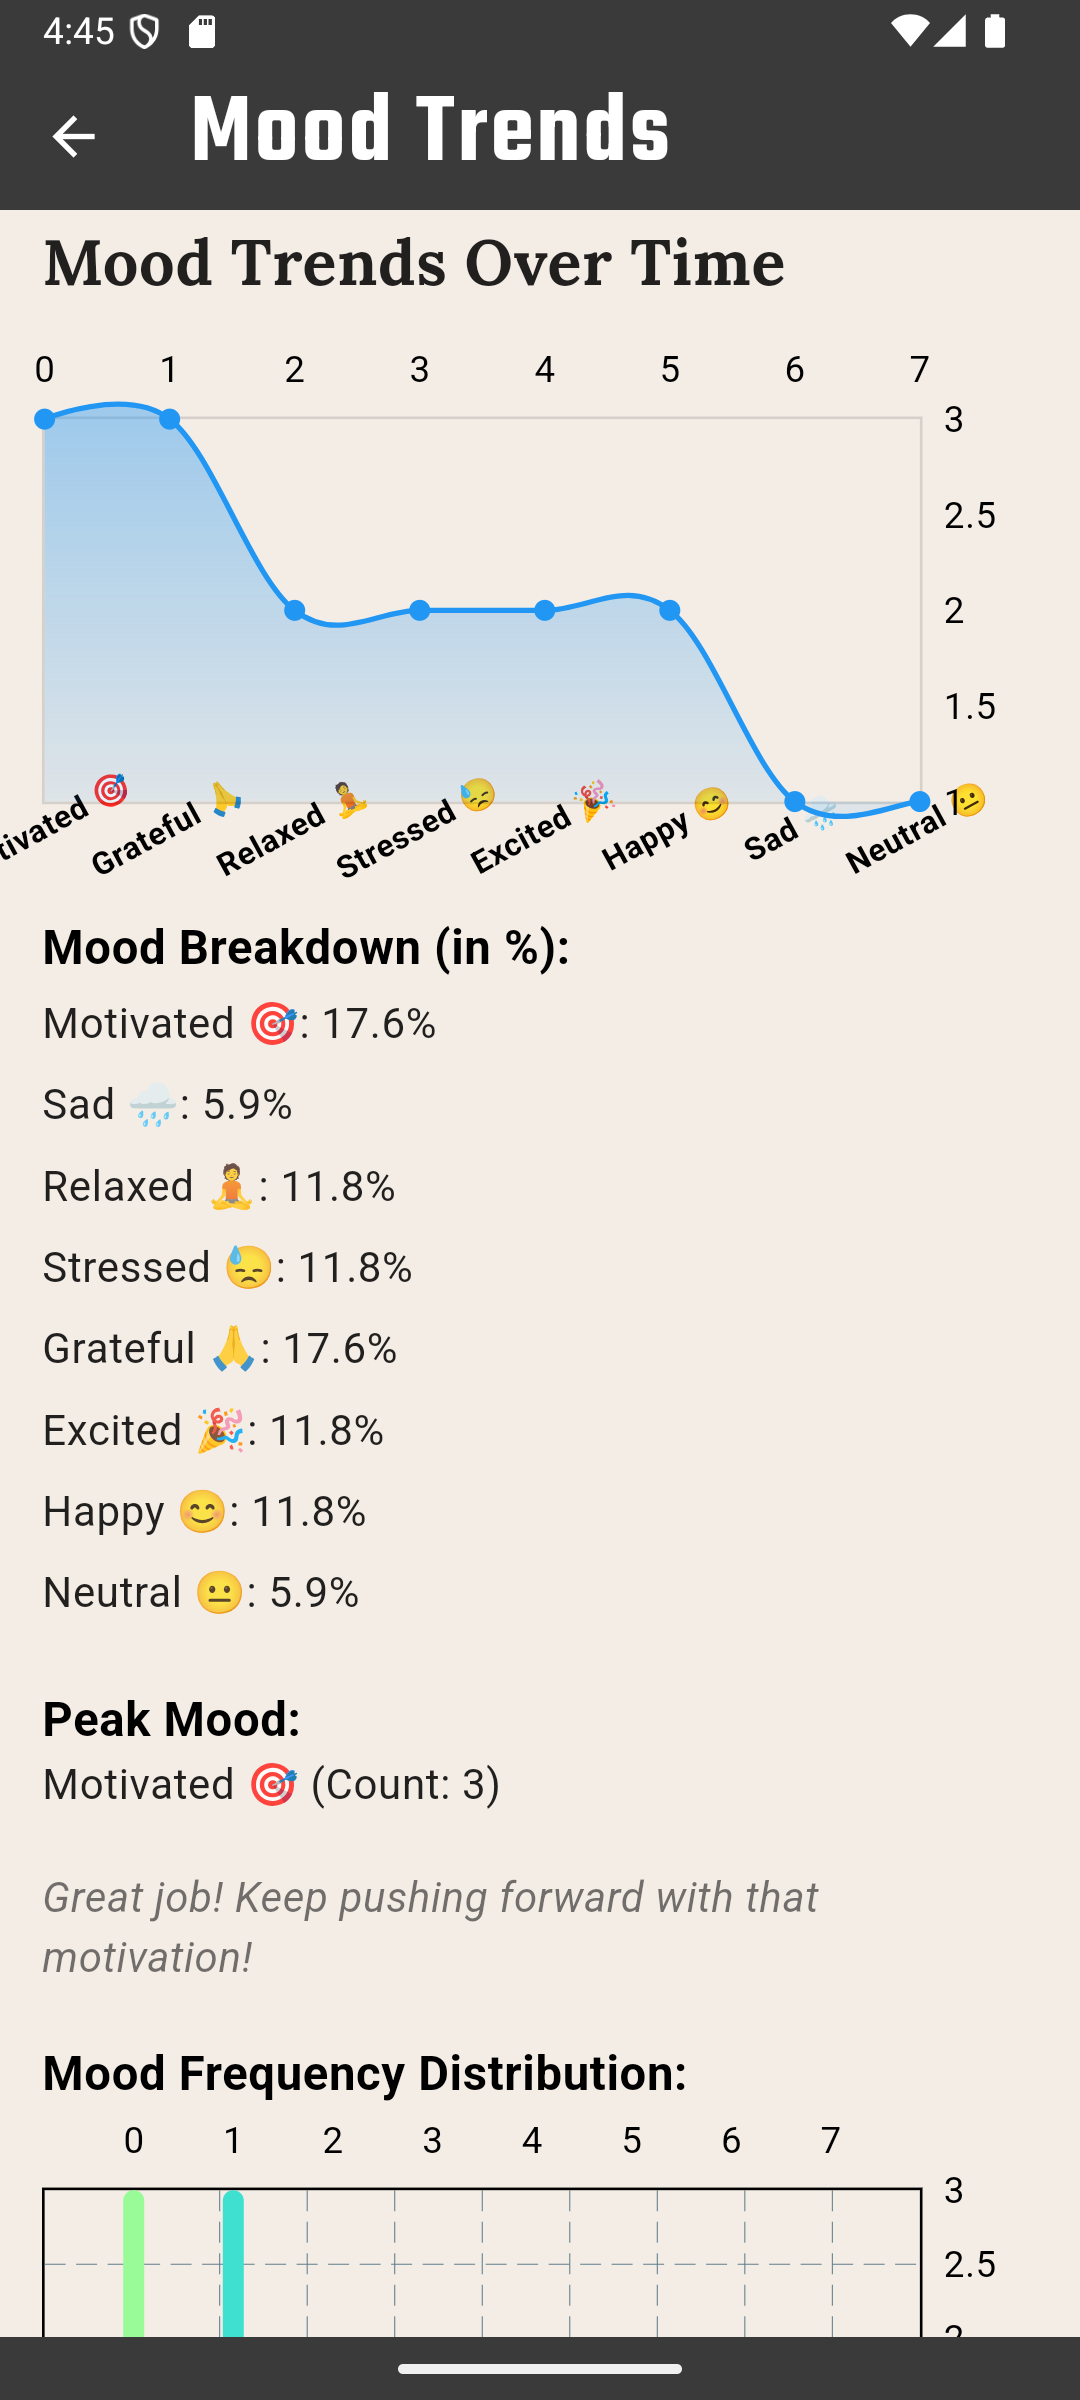 4:45
Mood Trends
Mood Trends Over Time
0 1 2 3 4 5 6 7
3
2.5
2
1.5
1
tivated 🎯 Grateful 🙏 Relaxed 🧘 Stressed 😓 Excited 🎉 Happy 😊 Sad 🌧️ Neutral 😐
Mood Breakdown (in %):
Motivated 🎯: 17.6%
Sad 🌧️: 5.9%
Relaxed 🧘: 11.8%
Stressed 😓: 11.8%
Grateful 🙏: 17.6%
Excited 🎉: 11.8%
Happy 😊: 11.8%
Neutral 😐: 5.9%
Peak Mood:
Motivated 🎯 (Count: 3)
Great job! Keep pushing forward with that
motivation!
Mood Frequency Distribution:
0 1 2 3 4 5 6 7
3
2.5
2